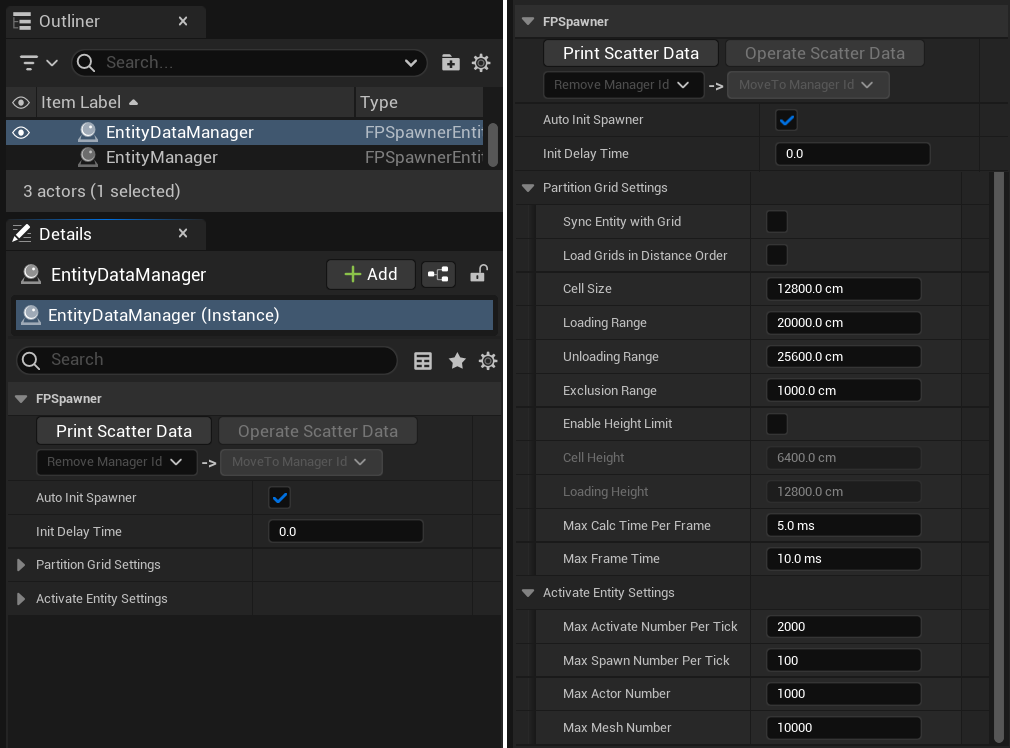 Outliner
Search...
Item Label Type
EntityDataManager FPSpawnerEnti
EntityManager FPSpawnerEnti
3 actors (1 selected)
Details
EntityDataManager Add
EntityDataManager (Instance)
Search
FPSpawner
Print Scatter Data Operate Scatter Data
Remove Manager Id -> MoveTo Manager Id
Auto Init Spawner
Init Delay Time 0.0
Partition Grid Settings
Activate Entity Settings
FPSpawner
Print Scatter Data Operate Scatter Data
Remove Manager Id -> MoveTo Manager Id
Auto Init Spawner
Init Delay Time 0.0
Partition Grid Settings
Sync Entity with Grid
Load Grids in Distance Order
Cell Size 12800.0 cm
Loading Range 20000.0 cm
Unloading Range 25600.0 cm
Exclusion Range 1000.0 cm
Enable Height Limit
Cell Height 6400.0 cm
Loading Height 12800.0 cm
Max Calc Time Per Frame 5.0 ms
Max Frame Time 10.0 ms
Activate Entity Settings
Max Activate Number Per Tick 2000
Max Spawn Number Per Tick 100
Max Actor Number 1000
Max Mesh Number 10000